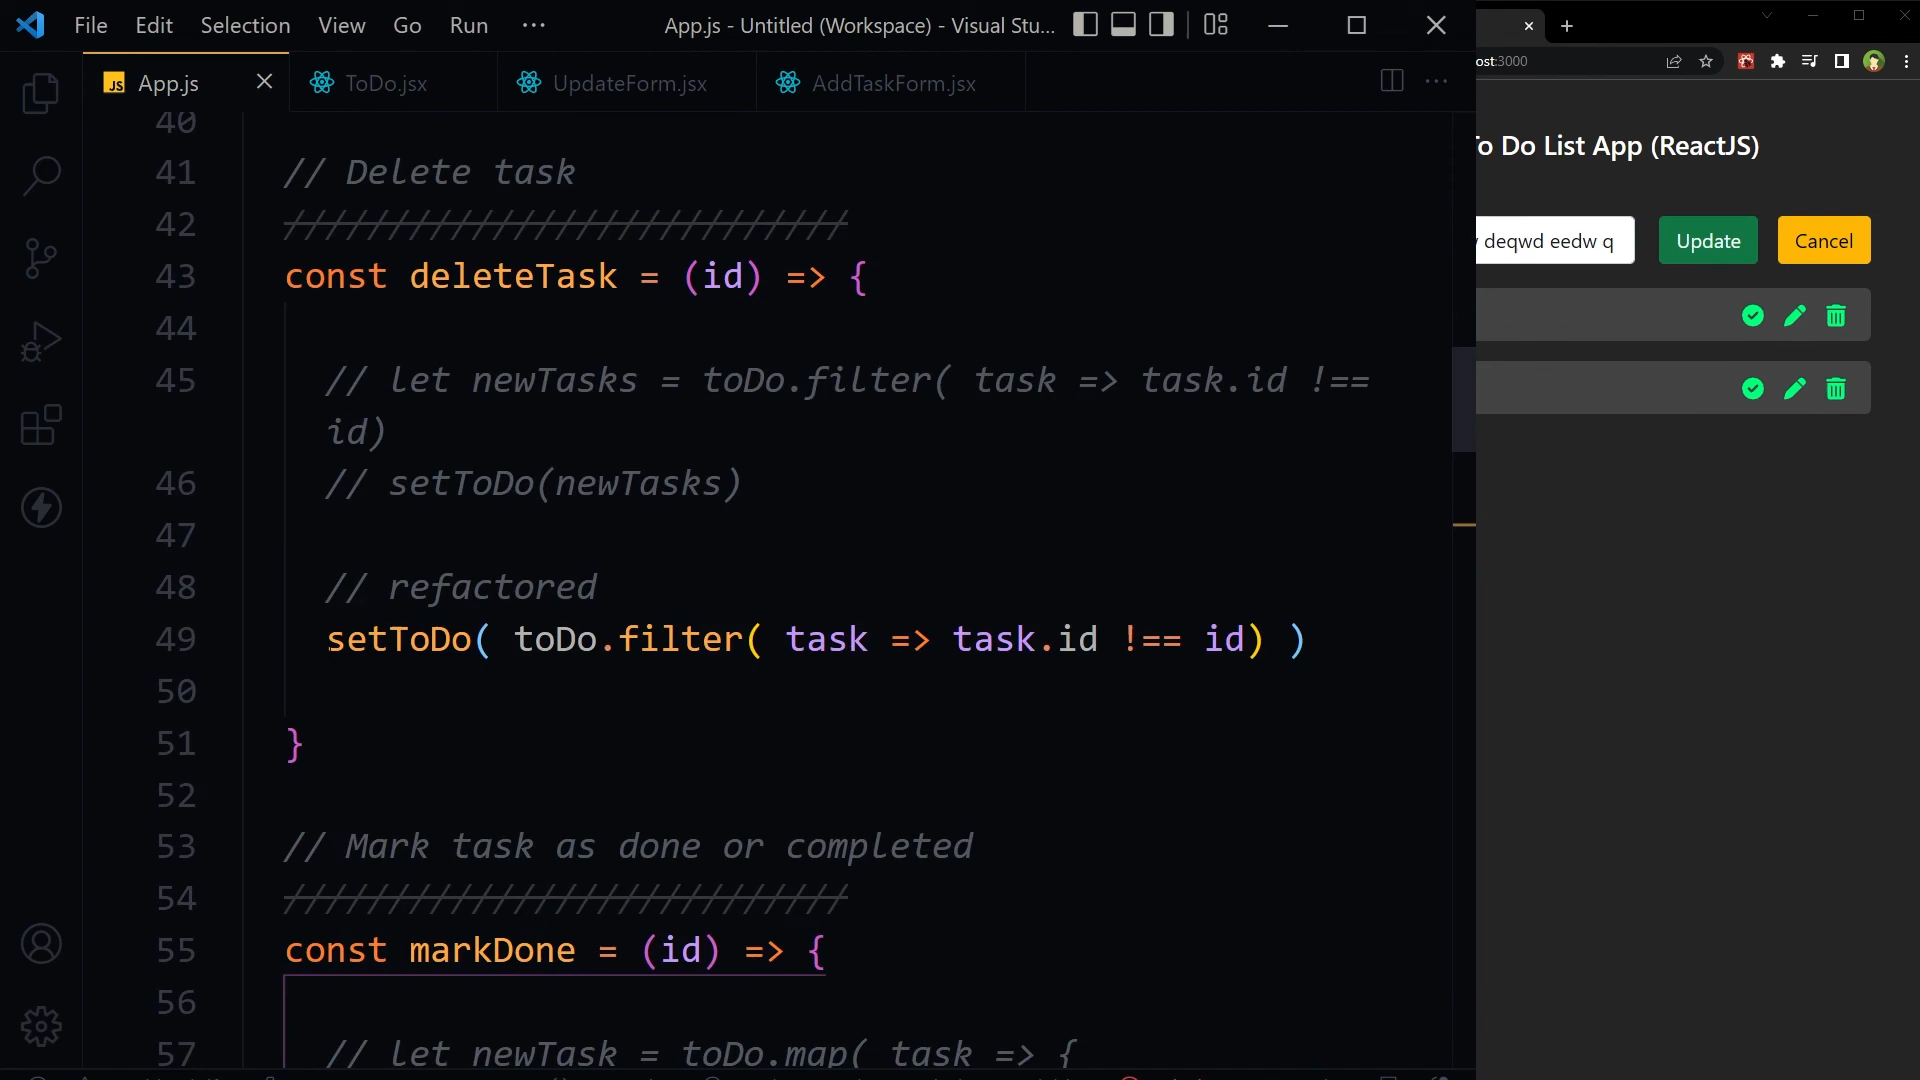 File Edit Selection View Go Run ··· App.js - Untitled (Workspace) - Visual Stu...
App.js ToDo.jsx UpdateForm.jsx AddTaskForm.jsx
40
41 // Delete task
42 ///////////////////////////
43 const deleteTask = (id) => {
44
45 // let newTasks = toDo.filter( task => task.id !==
id)
46 // setToDo(newTasks)
47
48 // refactored
49 setToDo( toDo.filter( task => task.id !== id) )
50
51 }
52
53 // Mark task as done or completed
54 ///////////////////////////
55 const markDone = (id) => {
56
57 // let newTask = toDo.map( task => {
ost:3000
To Do List App (ReactJS)
deqwd eedw q Update Cancel